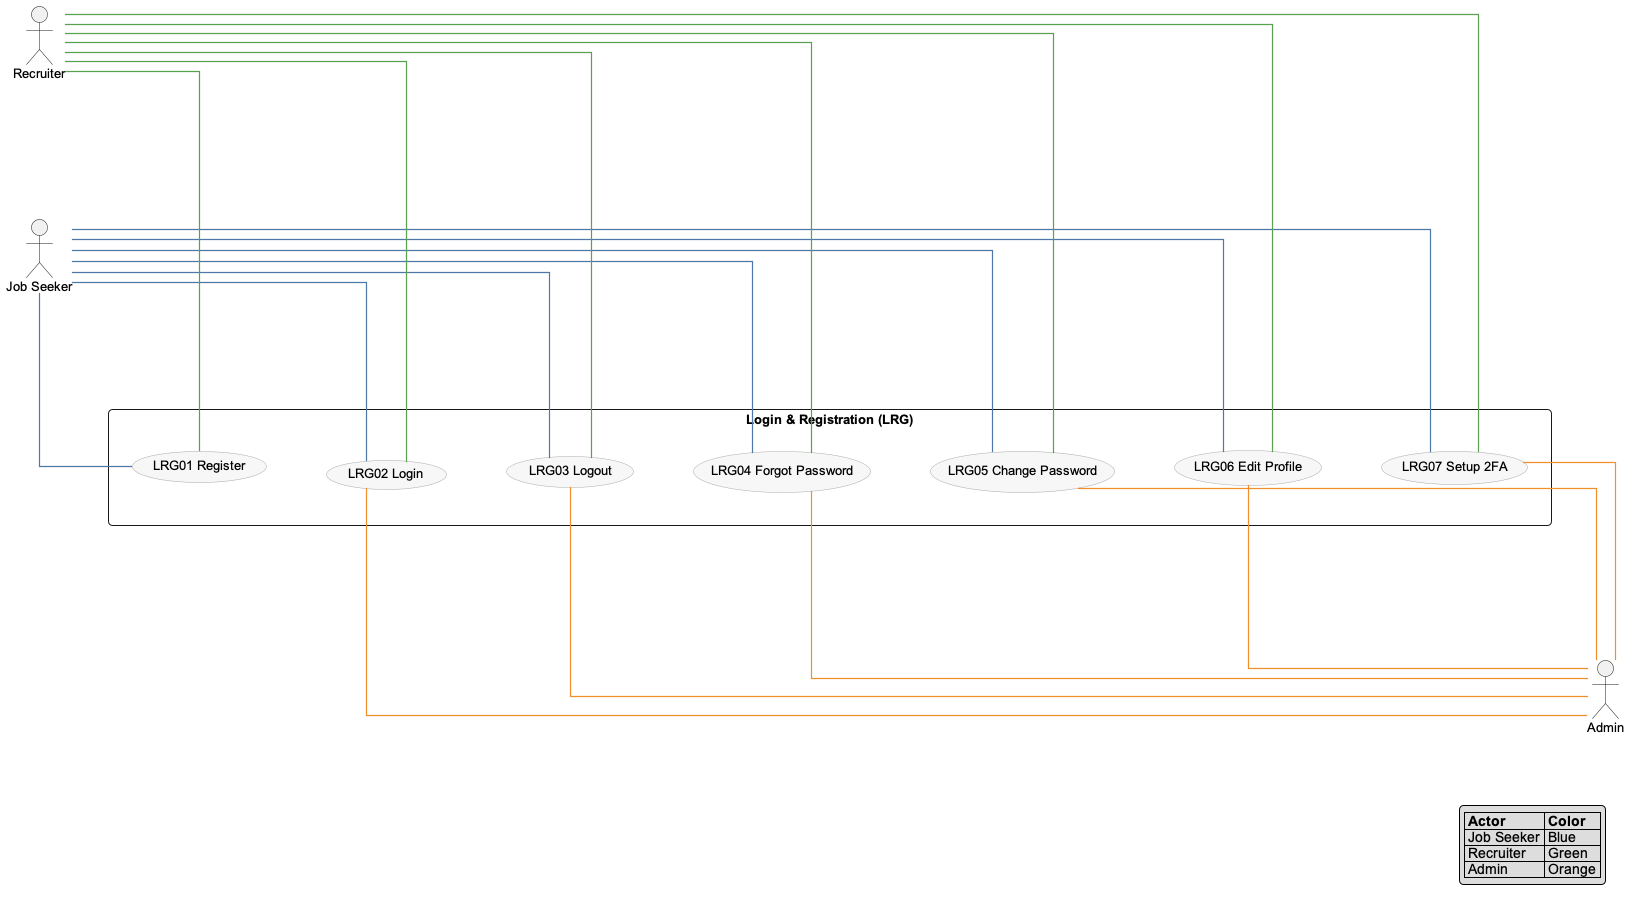 Recruiter
Job Seeker
Login & Registration (LRG)
LRG01 Register
LRG02 Login
LRG03 Logout
LRG04 Forgot Password
LRG05 Change Password
LRG06 Edit Profile
LRG07 Setup 2FA
Admin
Actor Color
Job Seeker Blue
Recruiter Green
Admin Orange